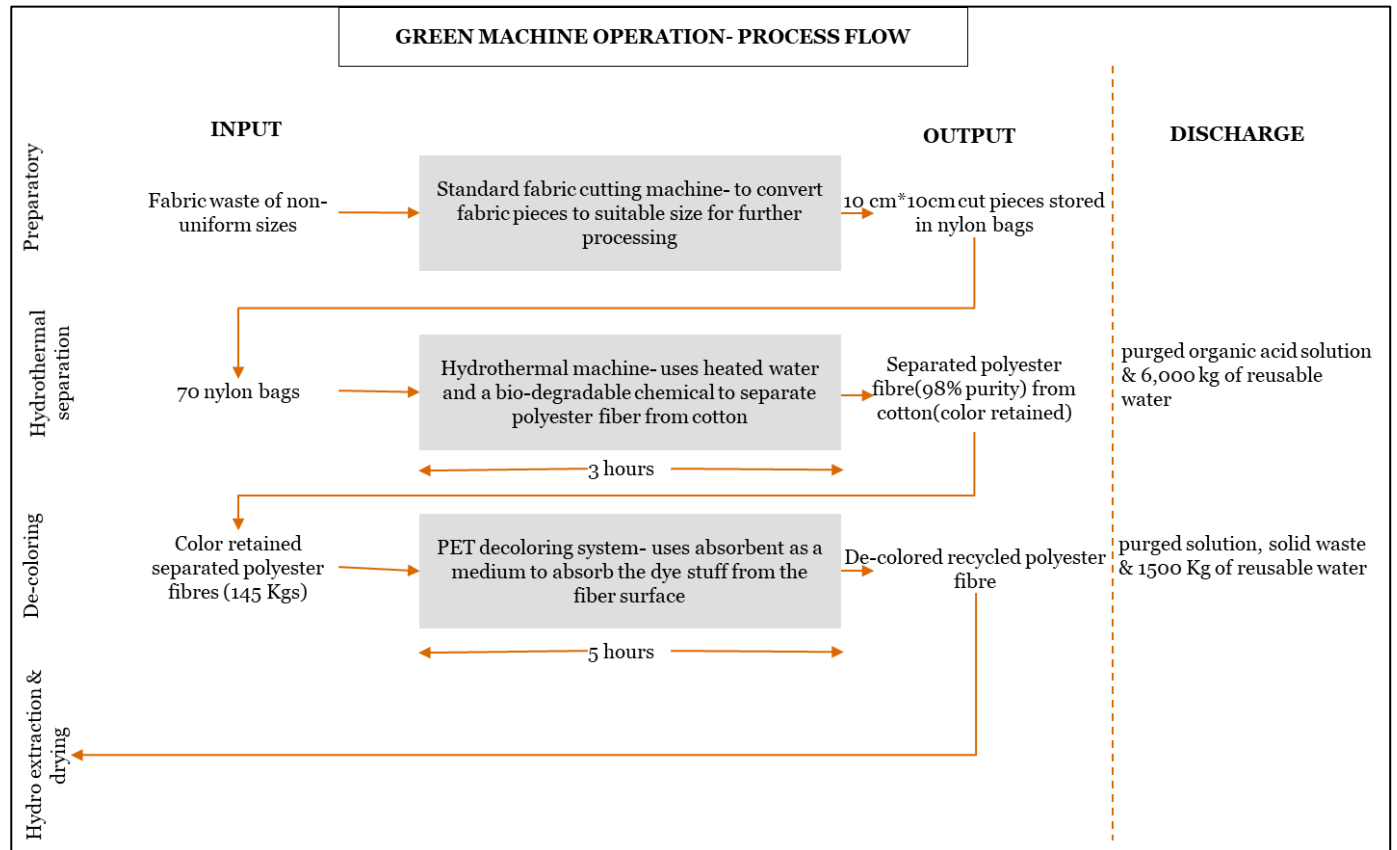 GREEN MACHINE OPERATION- PROCESS FLOW
INPUT
OUTPUT
DISCHARGE
Preparatory
Fabric waste of non-
uniform sizes
Standard fabric cutting machine- to convert
fabric pieces to suitable size for further
processing
10 cm*10cm cut pieces stored
in nylon bags
Hydrothermal
separation
70 nylon bags
Hydrothermal machine- uses heated water
and a bio-degradable chemical to separate
polyester fiber from cotton
3 hours
Separated polyester
fibre(98% purity) from
cotton(color retained)
purged organic acid solution
& 6,000 kg of reusable
water
De-coloring
Color retained
separated polyester
fibres (145 Kgs)
PET decoloring system- uses absorbent as a
medium to absorb the dye stuff from the
fiber surface
5 hours
De-colored recycled polyester
fibre
purged solution, solid waste
& 1500 Kg of reusable water
Hydro extraction &
drying